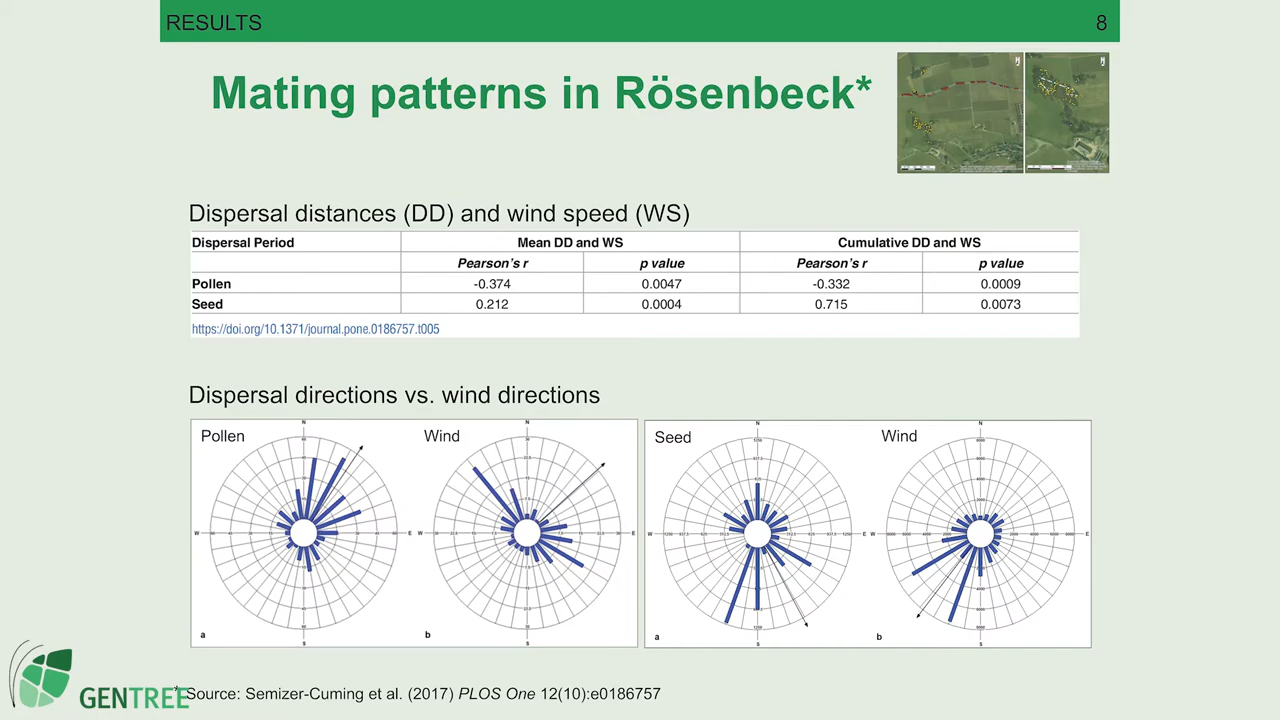 RESULTS 8
Mating patterns in Rösenbeck*
Dispersal distances (DD) and wind speed (WS)
Dispersal Period Mean DD and WS Cumulative DD and WS
Pearson's r p value Pearson's r p value
Pollen -0.374 0.0047 -0.332 0.0009
Seed 0.212 0.0004 0.715 0.0073
https://doi.org/10.1371/journal.pone.0186757.t005
Dispersal directions vs. wind directions
Pollen Wind Seed Wind
N N N N
W E W E W E W E
S S S S
a b a b
GENTREE
* Source: Semizer-Cuming et al. (2017) PLOS One 12(10):e0186757